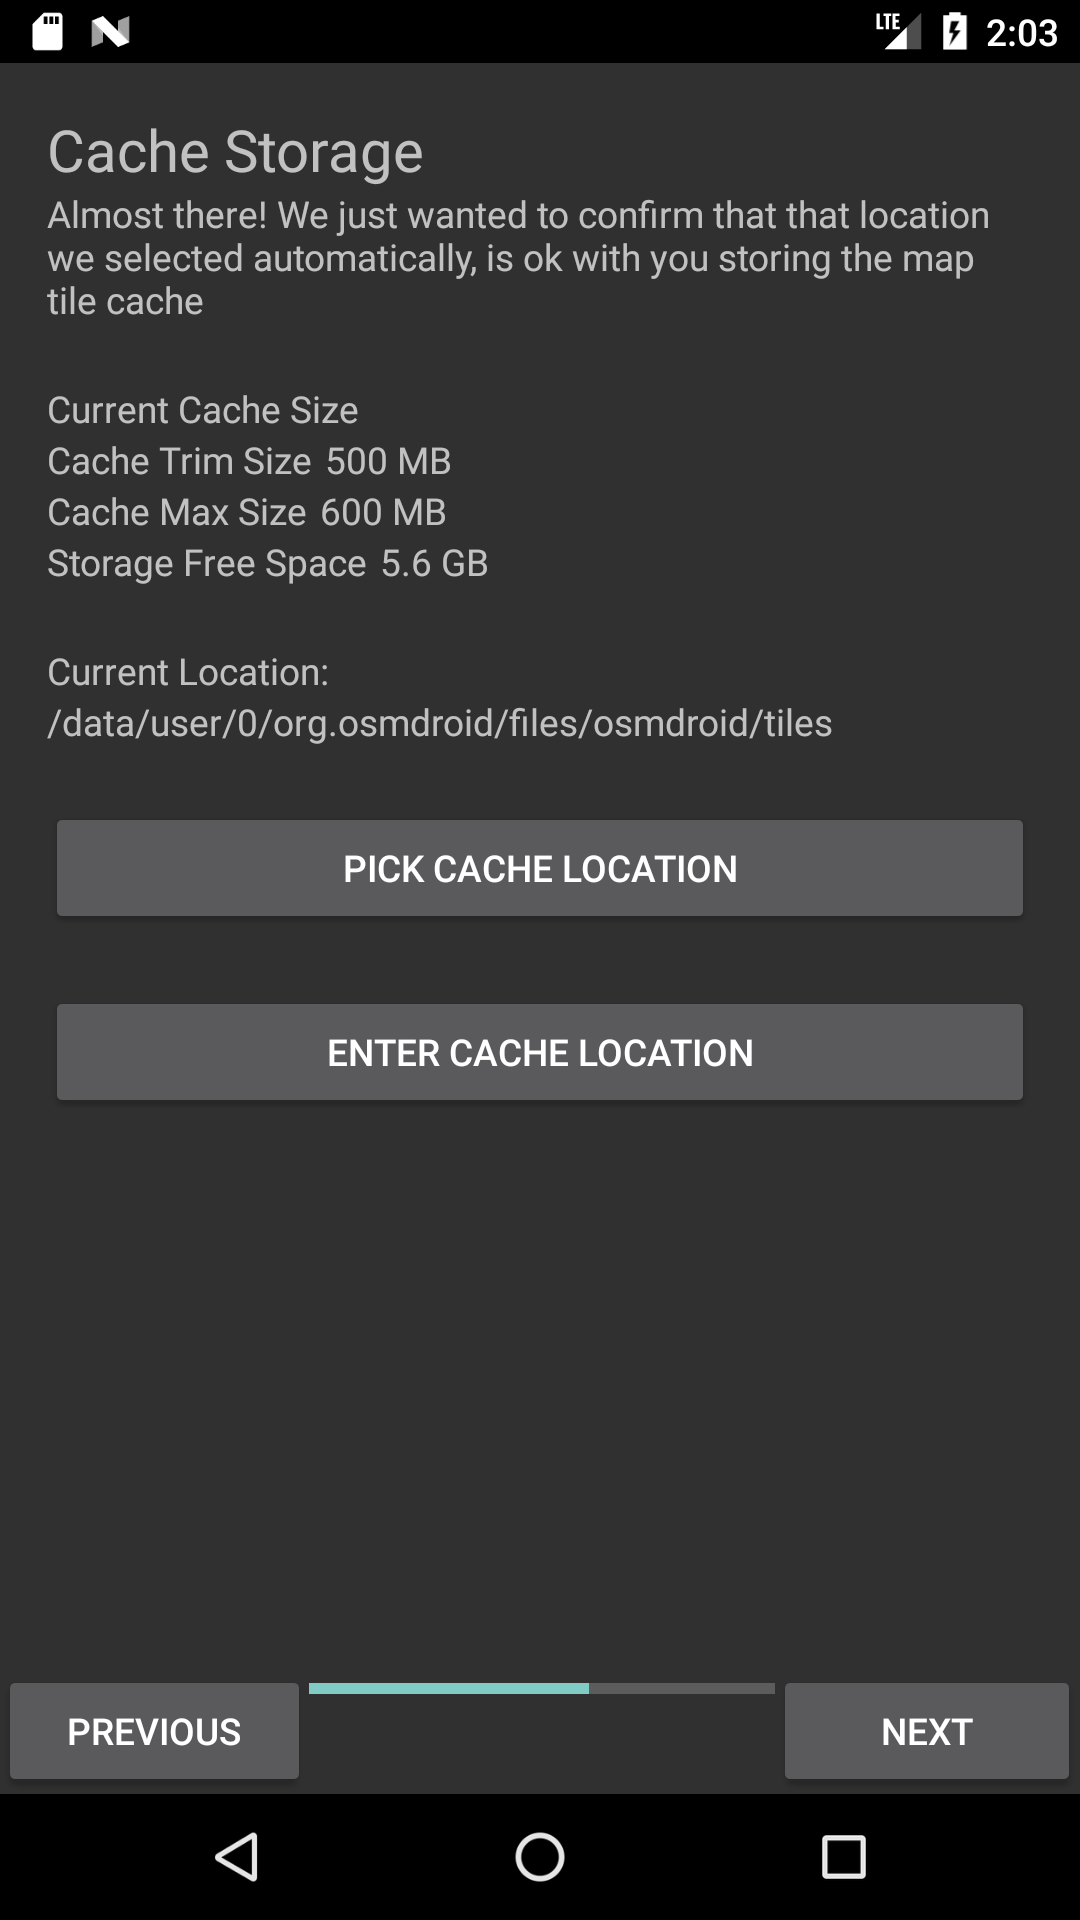 LTE 2:03
Cache Storage
Almost there! We just wanted to confirm that that location
we selected automatically, is ok with you storing the map
tile cache
Current Cache Size
Cache Trim Size 500 MB
Cache Max Size 600 MB
Storage Free Space 5.6 GB
Current Location:
/data/user/0/org.osmdroid/files/osmdroid/tiles
PICK CACHE LOCATION
ENTER CACHE LOCATION
PREVIOUS NEXT